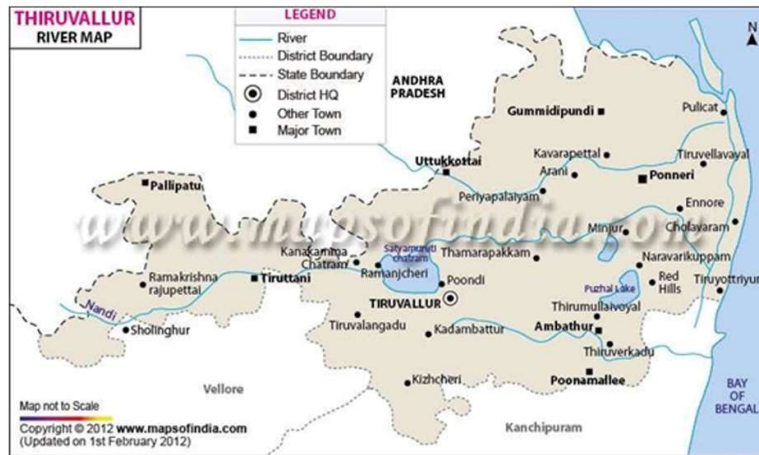 THIRUVALLUR
RIVER MAP
LEGEND
River
District Boundary
State Boundary
District HQ
Other Town
Major Town
N
ANDHRA
PRADESH
Gummidipundi
Pulicat
Kavarapettai
Tiruvellavayal
Uttukkottai
Arani
Ponneri
Pallipatu
Periyapalaiyam
Ennore
www.mapsofindia.com
Cholayaram
Minjur
Kanakamma
Chatram
Satyamuruti
chatram
Thamarapakkam
Naravarikuppam
Ramanjcheri
Ramakrishna
rajupettai
Tiruttani
Poondi
Red
Hills
Puzhal Lake
Tiruyottriyur
TIRUVALLUR
Nandi
Thirumullaivoyal
Tiruvalangadu
Sholinghur
Kadambattur
Ambathur
Thiruverkadu
Vellore
Kizhcheri
Poonamallee
BAY
OF
BENGAL
Map not to Scale
Copyright © 2012 www.mapsofindia.com
(Updated on 1st February 2012)
Kanchipuram